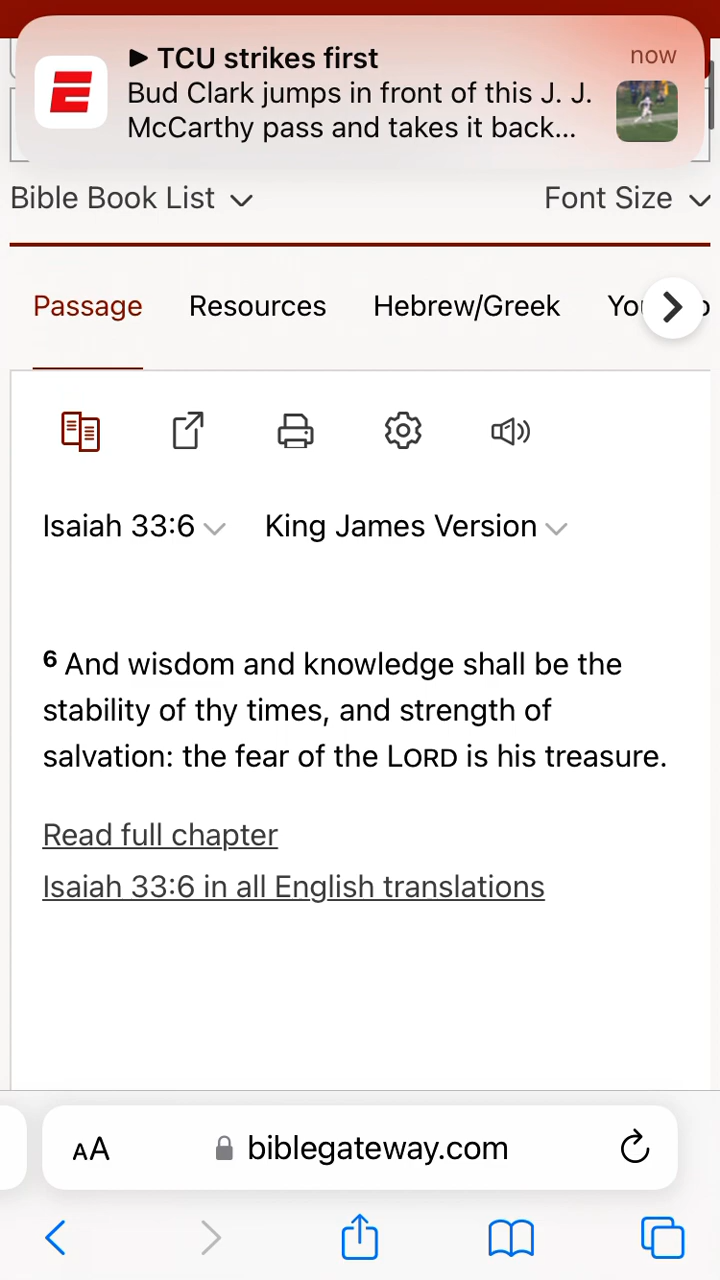 ▶ TCU strikes first
now
Bud Clark jumps in front of this J. J.
McCarthy pass and takes it back...
Bible Book List
Font Size
Passage
Resources
Hebrew/Greek
Isaiah 33:6
King James Version
6 And wisdom and knowledge shall be the
stability of thy times, and strength of
salvation: the fear of the LORD is his treasure.
Read full chapter
Isaiah 33:6 in all English translations
AA
biblegateway.com